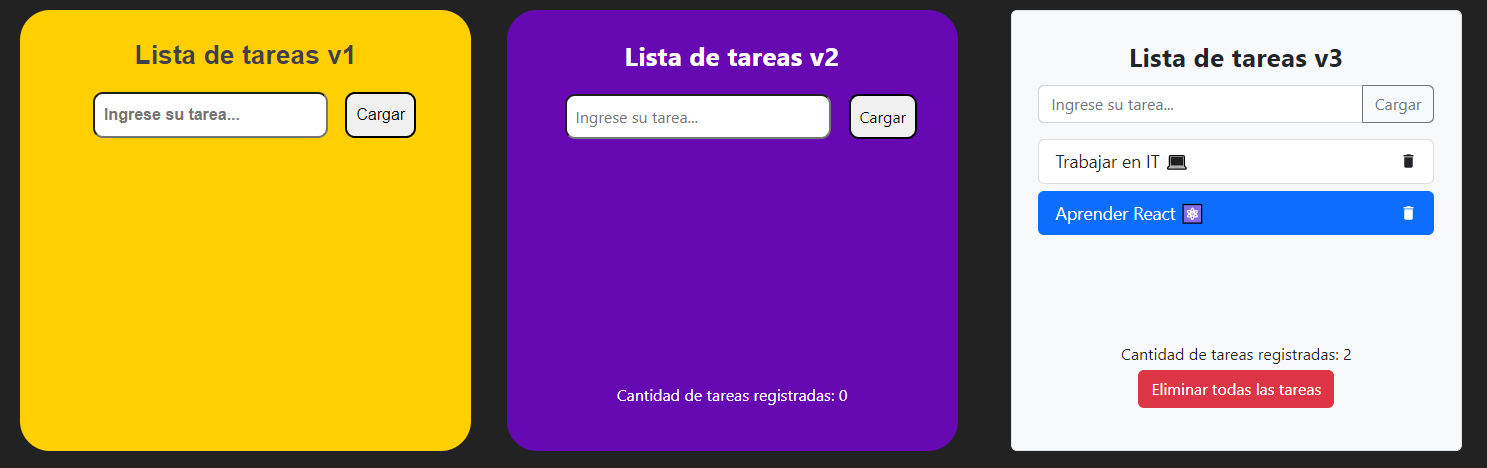 Lista de tareas v1
Ingrese su tarea...
Cargar
Lista de tareas v2
Ingrese su tarea...
Cargar
Cantidad de tareas registradas: 0
Lista de tareas v3
Ingrese su tarea...
Cargar
Trabajar en IT 💻
Aprender React ⚛
Cantidad de tareas registradas: 2
Eliminar todas las tareas